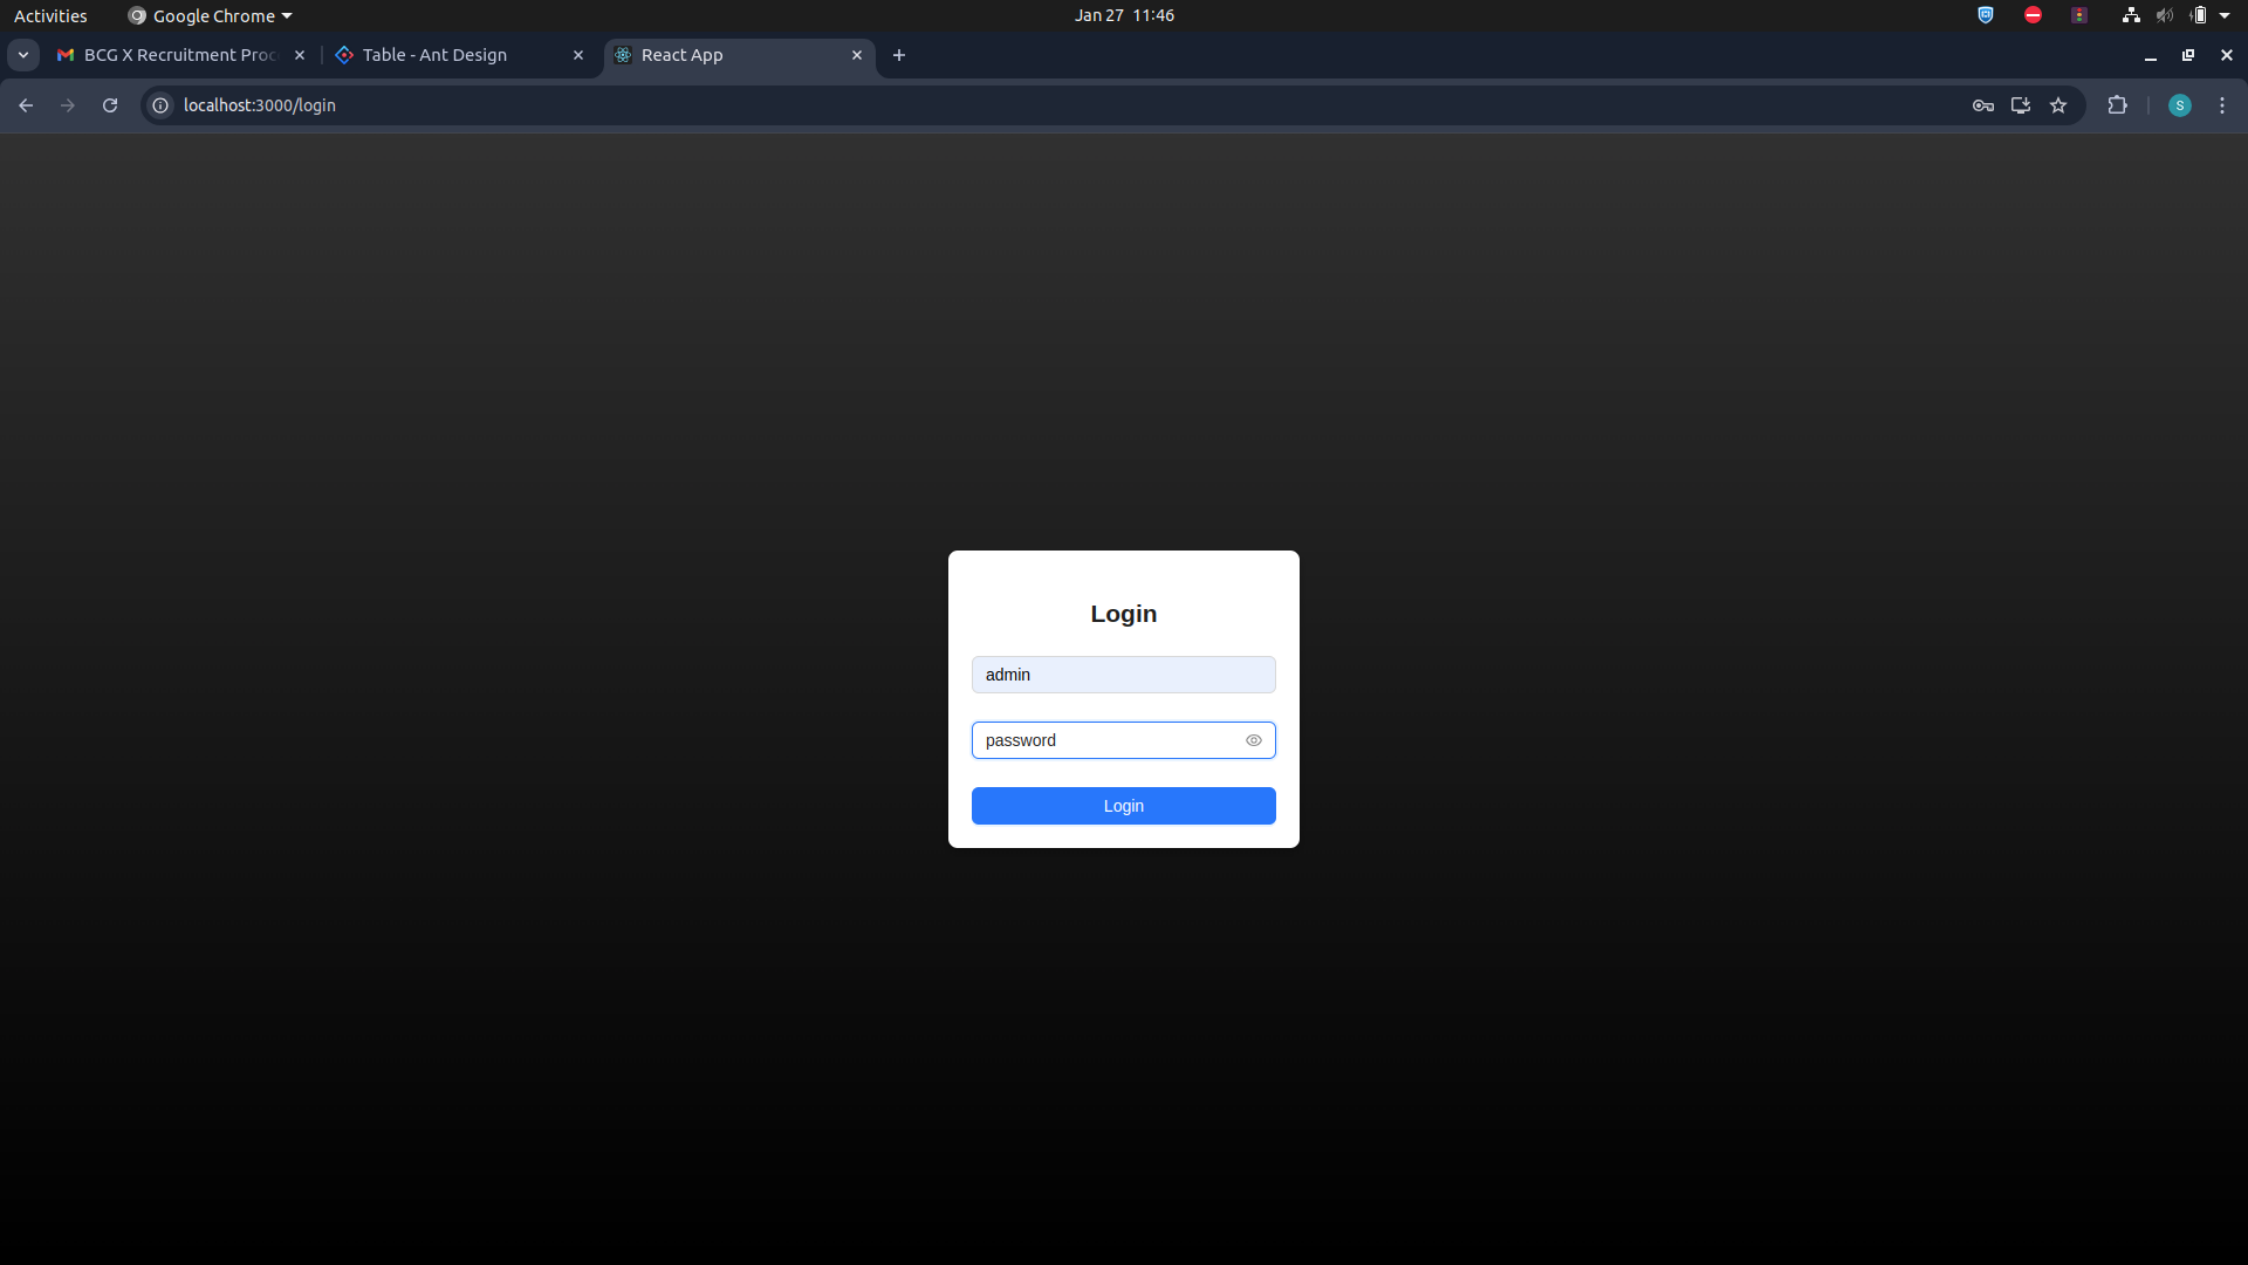 Activities
Google Chrome
Jan 27 11:46
BCG X Recruitment Proc
Table - Ant Design
React App
localhost:3000/login
S
Login
admin
password
Login